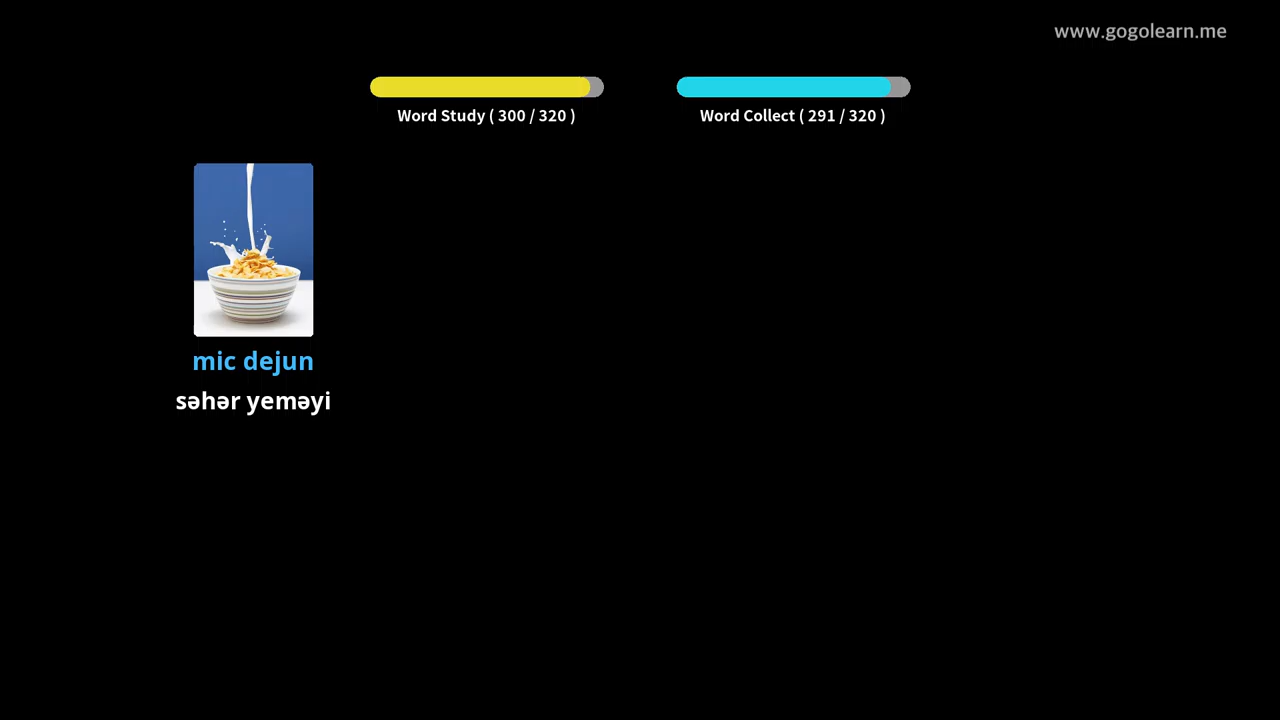 www.gogolearn.me
Word Study ( 300 / 320 )
Word Collect ( 291 / 320 )
mic dejun
səhər yeməyi